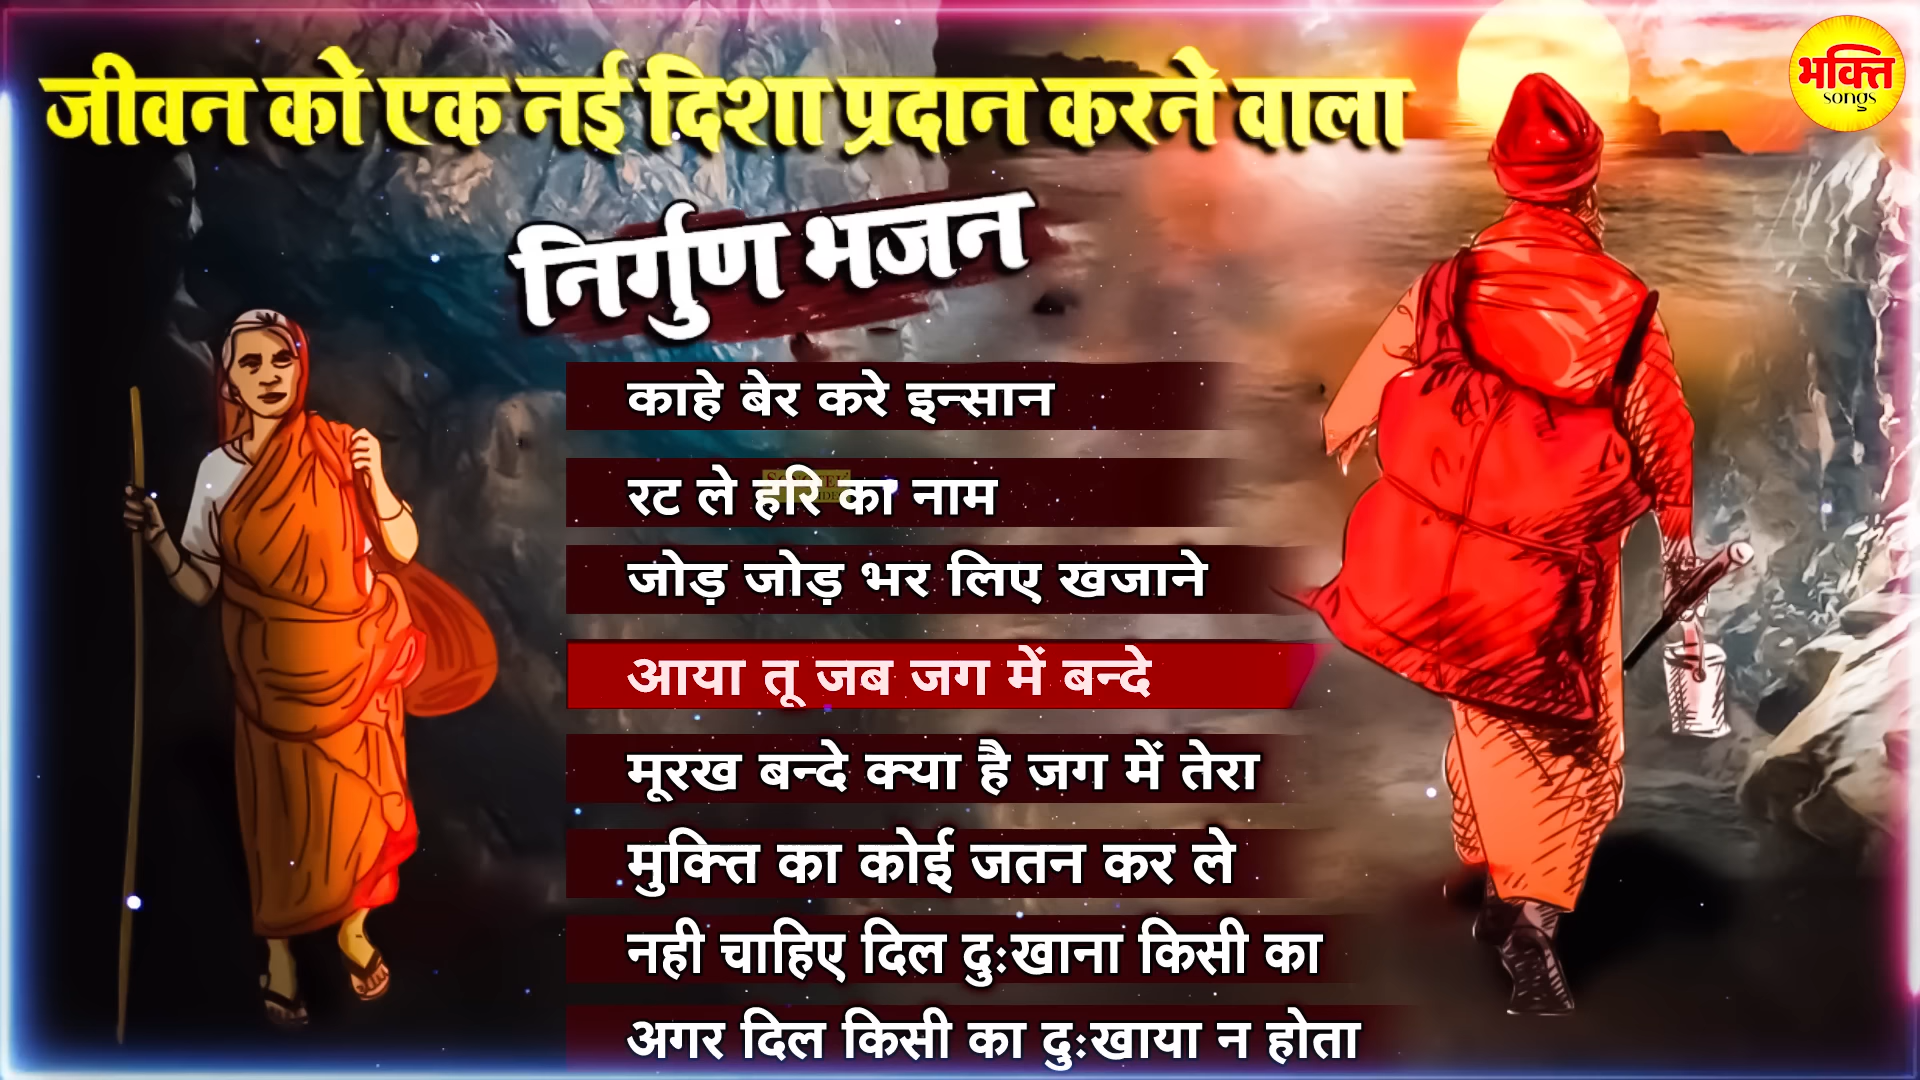 जीवन को एक नई दिशा प्रदान करने वाला
भक्ति
songs
निर्गुण भजन
काहे बेर करे इन्सान
रट ले हरि का नाम
जोड़ जोड़ भर लिए खजाने
आया तू जब जग में बन्दे
मूरख बन्दे क्या है जग में तेरा
मुक्ति का कोई जतन कर ले
नही चाहिए दिल दुःखाना किसी का
अगर दिल किसी का दुःखाया न होता